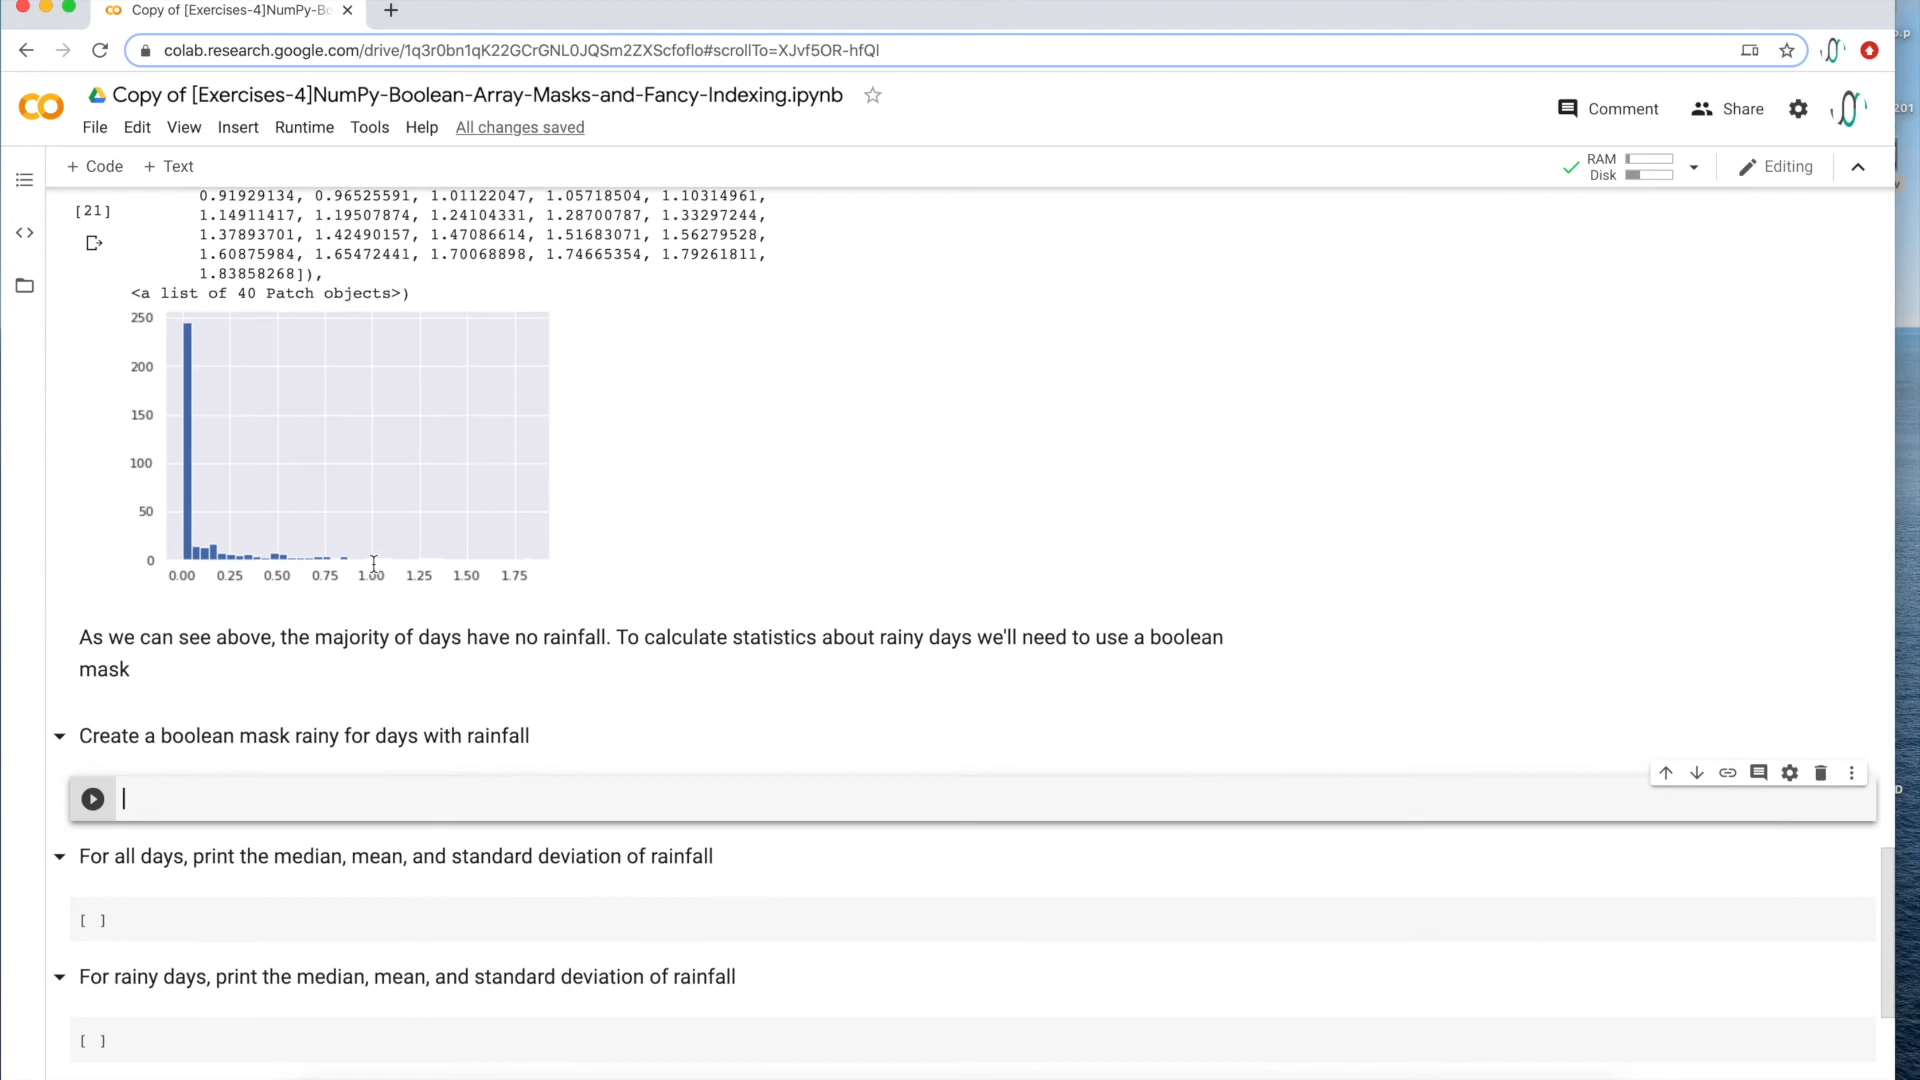 Copy of [Exercises-4]NumPy-Bo
colab.research.google.com/drive/1q3r0bn1qK22GCrGNL0JQSm2ZXScfoflo#scrollTo=XJvf5OR-hfQl
Copy of [Exercises-4]NumPy-Boolean-Array-Masks-and-Fancy-Indexing.ipynb
Comment
Share
File Edit View Insert Runtime Tools Help All changes saved
+ Code + Text
RAM
Disk
Editing
0.91929134, 0.96525591, 1.01122047, 1.05718504, 1.10314961,
[21]
1.14911417, 1.19507874, 1.24104331, 1.28700787, 1.33297244,
1.37893701, 1.42490157, 1.47086614, 1.51683071, 1.56279528,
1.60875984, 1.65472441, 1.70068898, 1.74665354, 1.79261811,
1.83858268]),
<a list of 40 Patch objects>)
250
200
150
100
50
0
0.00 0.25 0.50 0.75 1.00 1.25 1.50 1.75
As we can see above, the majority of days have no rainfall. To calculate statistics about rainy days we'll need to use a boolean
mask
Create a boolean mask rainy for days with rainfall
For all days, print the median, mean, and standard deviation of rainfall
[ ]
For rainy days, print the median, mean, and standard deviation of rainfall
[ ]